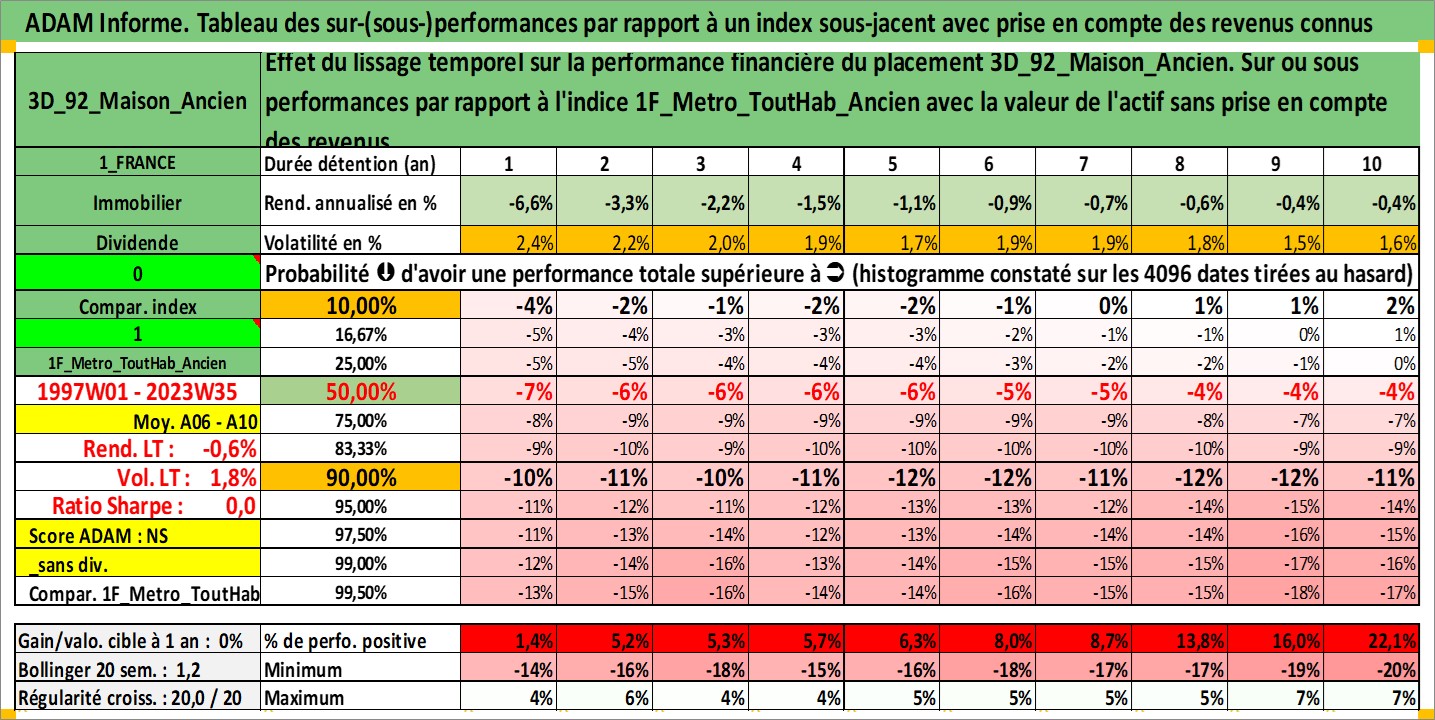 ADAM Informe. Tableau des sur-(sous-)performances par rapport à un index sous-jacent avec prise en compte des revenus connus
3D_92_Maison_Ancien
Effet du lissage temporel sur la performance financière du placement 3D_92_Maison_Ancien. Sur ou sous
performances par rapport à l'indice 1F_Metro_ToutHab_Ancien avec la valeur de l'actif sans prise en compte
des revenus
1_FRANCE Durée détention (an) 1 2 3 4 5 6 7 8 9 10
Immobilier Rend. annualisé en % -6,6% -3,3% -2,2% -1,5% -1,1% -0,9% -0,7% -0,6% -0,4% -0,4%
Dividende Volatilité en % 2,4% 2,2% 2,0% 1,9% 1,7% 1,9% 1,9% 1,8% 1,5% 1,6%
0 Probabilité ⬇ d'avoir une performance totale supérieure à ➲ (histogramme constaté sur les 4096 dates tirées au hasard)
Compar. index 10,00% -4% -2% -1% -2% -2% -1% 0% 1% 1% 2%
1 16,67% -5% -4% -3% -3% -3% -2% -1% -1% 0% 1%
1F_Metro_ToutHab_Ancien 25,00% -5% -5% -4% -4% -4% -3% -2% -2% -1% 0%
1997W01 - 2023W35 50,00% -7% -6% -6% -6% -6% -5% -5% -4% -4% -4%
Moy. A06 - A10 75,00% -8% -9% -9% -9% -9% -9% -9% -8% -7% -7%
Rend. LT : -0,6% 83,33% -9% -10% -9% -10% -10% -10% -10% -10% -9% -9%
Vol. LT : 1,8% 90,00% -10% -11% -10% -11% -12% -12% -11% -12% -12% -11%
Ratio Sharpe : 0,0 95,00% -11% -12% -11% -12% -13% -13% -12% -14% -15% -14%
Score ADAM : NS 97,50% -11% -13% -14% -12% -13% -14% -14% -14% -16% -15%
_sans div. 99,00% -12% -14% -16% -13% -14% -15% -15% -15% -17% -16%
Compar. 1F_Metro_ToutHab 99,50% -13% -15% -16% -14% -14% -16% -15% -15% -18% -17%
Gain/valo. cible à 1 an : 0% % de perfo. positive 1,4% 5,2% 5,3% 5,7% 6,3% 8,0% 8,7% 13,8% 16,0% 22,1%
Bollinger 20 sem. : 1,2 Minimum -14% -16% -18% -15% -16% -18% -17% -17% -19% -20%
Régularité croiss. : 20,0 / 20 Maximum 4% 6% 4% 4% 5% 5% 5% 5% 7% 7%